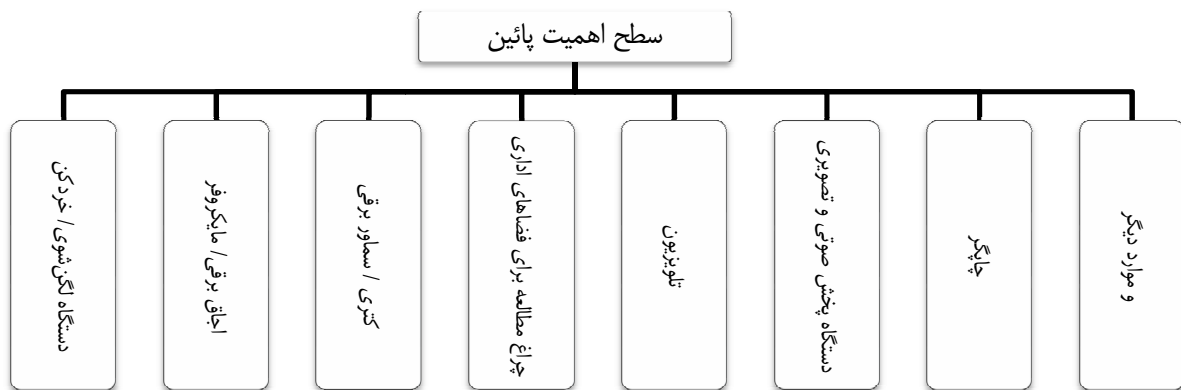 سطح اهمیت پائین
و موارد دیگر
چاپگر
دستگاه پخش صوتی و تصویری
تلویزیون
چراغ مطالعه برای فضاهای اداری
کتری / سماور برقی
اجاق برقی/ مایکروفر
دستگاه لگن‌شوی/ خردکن